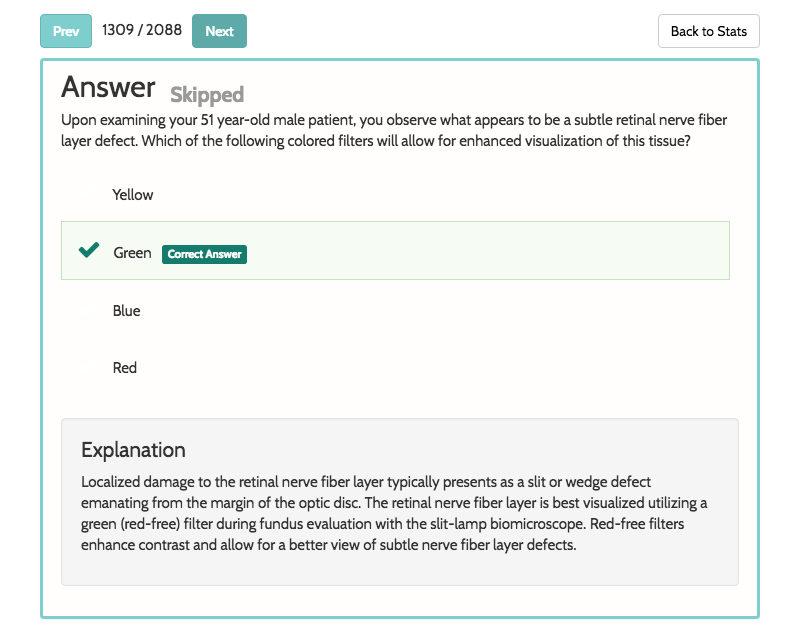 Prev 1309 / 2088 Next Back to Stats
Answer Skipped
Upon examining your 51 year-old male patient, you observe what appears to be a subtle retinal nerve fiber
layer defect. Which of the following colored filters will allow for enhanced visualization of this tissue?
Yellow
Green Correct Answer
Blue
Red
Explanation
Localized damage to the retinal nerve fiber layer typically presents as a slit or wedge defect
emanating from the margin of the optic disc. The retinal nerve fiber layer is best visualized utilizing a
green (red-free) filter during fundus evaluation with the slit-lamp biomicroscope. Red-free filters
enhance contrast and allow for a better view of subtle nerve fiber layer defects.